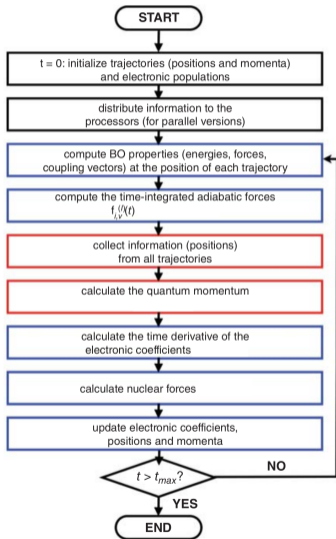 START
t = 0: initialize trajectories (positions and momenta)
and electronic populations
distribute information to the
processors (for parallel versions)
compute BO properties (energies, forces,
coupling vectors) at the position of each trajectory
compute the time-integrated adiabatic forces
f_{l,ν}^{(I)}(t)
collect information (positions)
from all trajectories
calculate the quantum momentum
calculate the time derivative of the
electronic coefficients
calculate nuclear forces
update electronic coefficients,
positions and momenta
t > t_{max}?
NO
YES
END